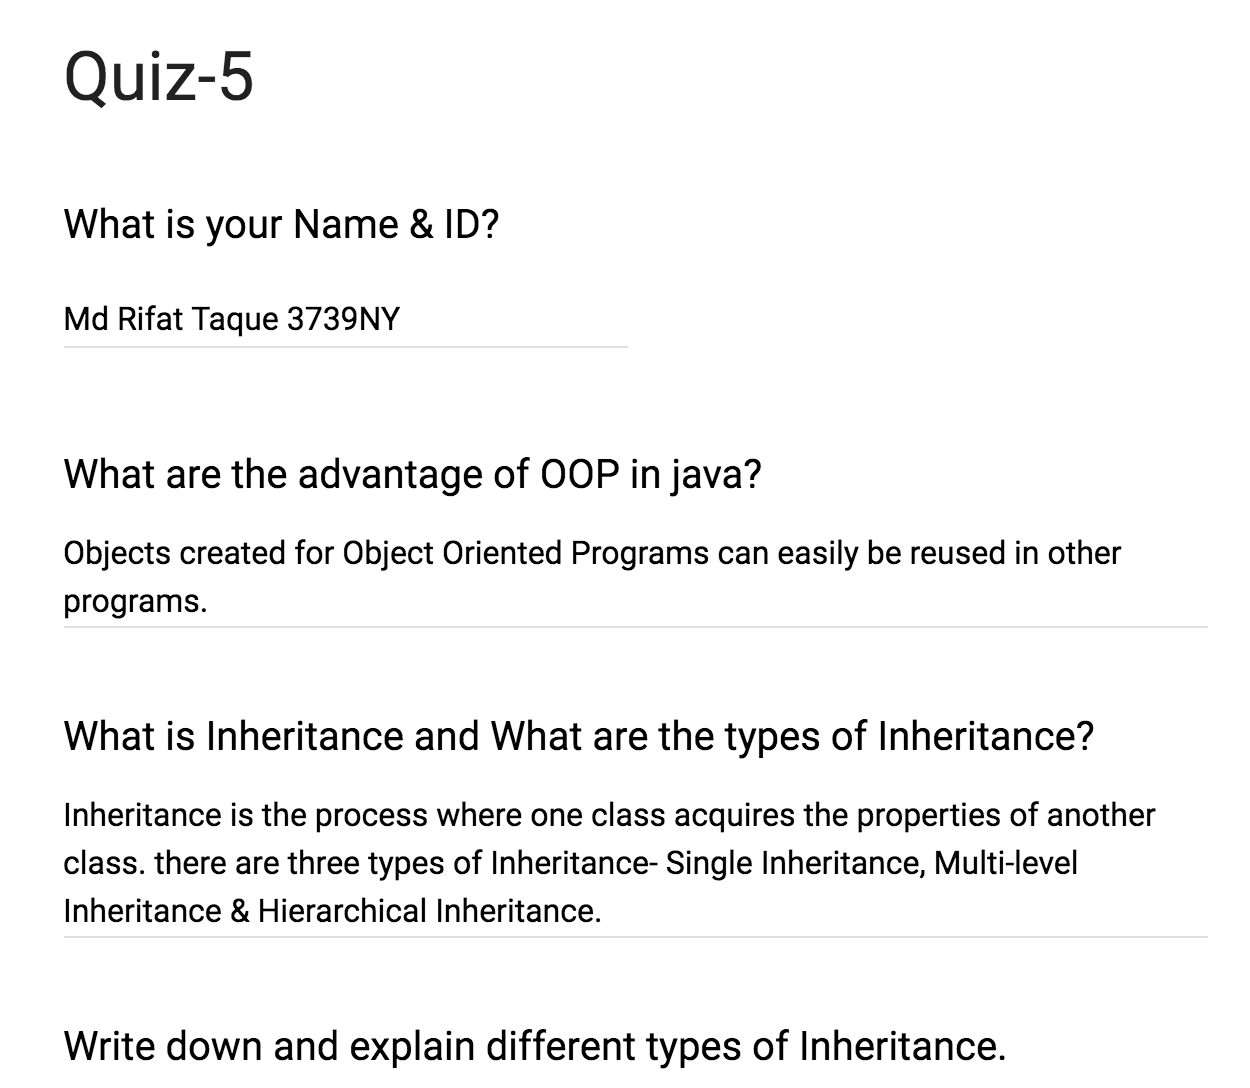 Quiz-5
What is your Name & ID?
Md Rifat Taque 3739NY
What are the advantage of OOP in java?
Objects created for Object Oriented Programs can easily be reused in other
programs.
What is Inheritance and What are the types of Inheritance?
Inheritance is the process where one class acquires the properties of another
class. there are three types of Inheritance- Single Inheritance, Multi-level
Inheritance & Hierarchical Inheritance.
Write down and explain different types of Inheritance.